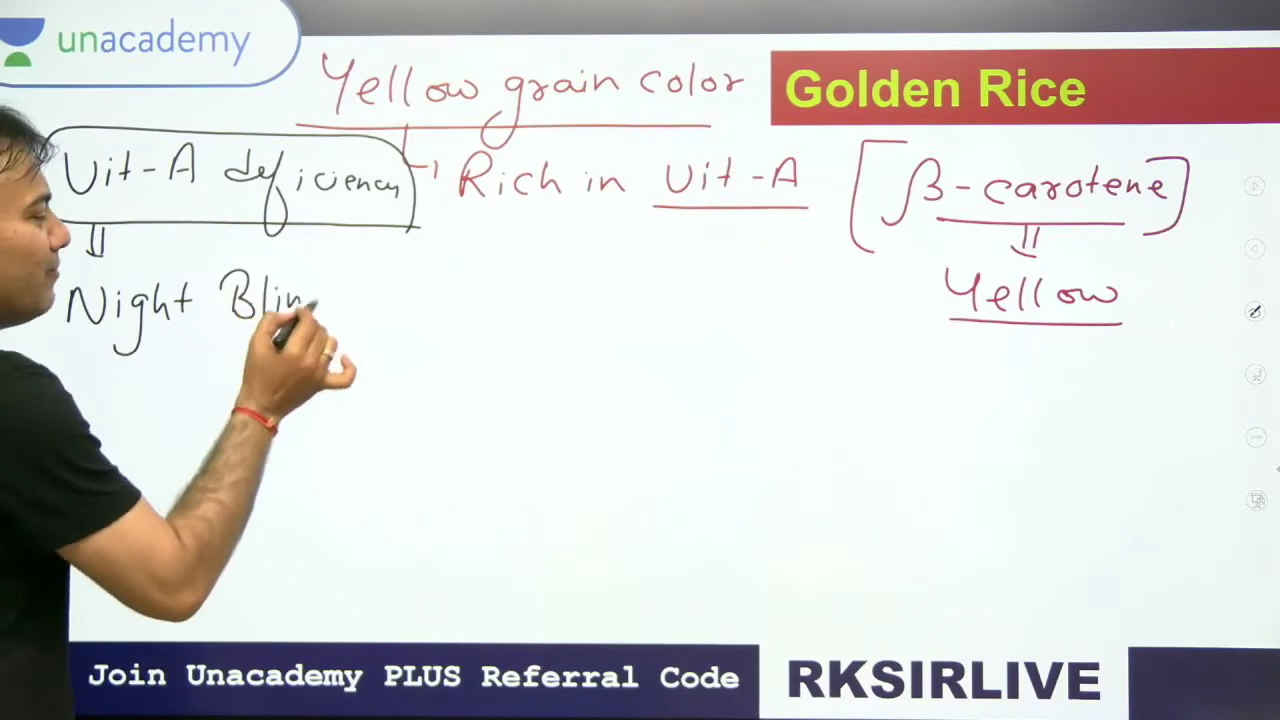 unacademy
Yellow grain color
Golden Rice
Vit-A deficiency
Rich in Vit-A [β-carotene]
Night Blin
Yellow
Join Unacademy PLUS Referral Code
RKSIRLIVE